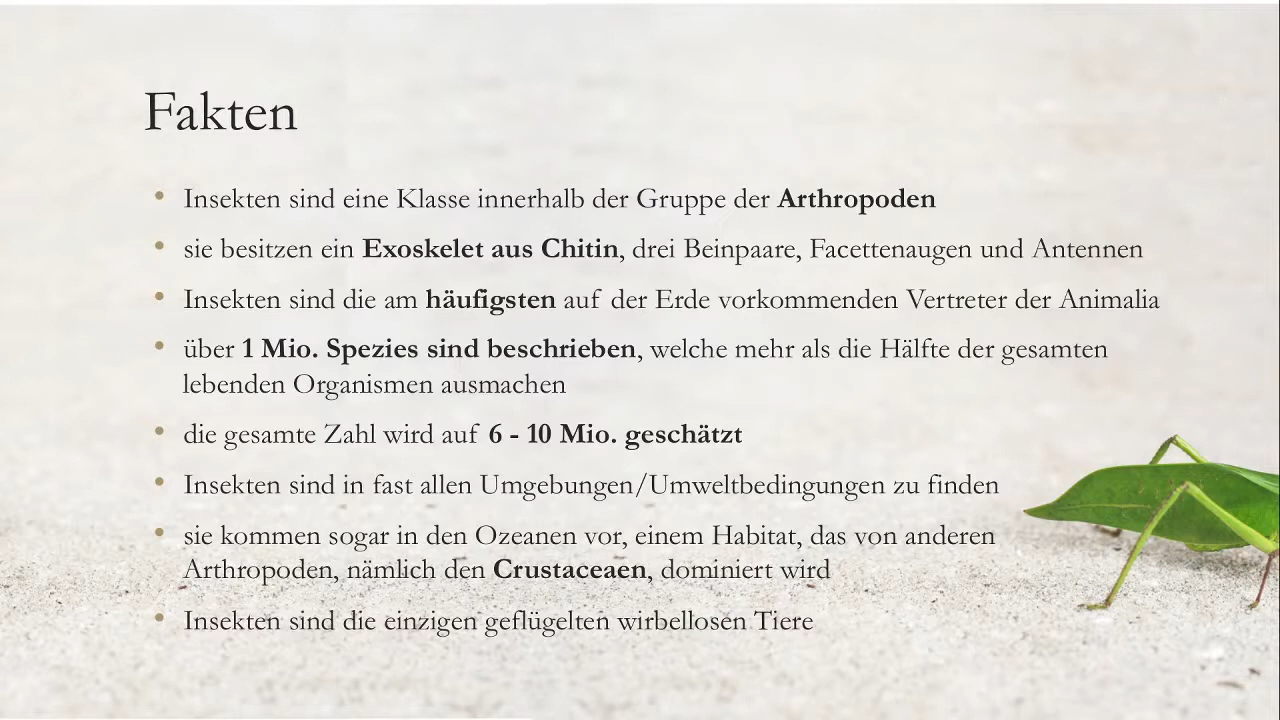 Fakten
• Insekten sind eine Klasse innerhalb der Gruppe der Arthropoden
• sie besitzen ein Exoskelet aus Chitin, drei Beinpaare, Facettenaugen und Antennen
• Insekten sind die am häufigsten auf der Erde vorkommenden Vertreter der Animalia
• über 1 Mio. Spezies sind beschrieben, welche mehr als die Hälfte der gesamten
lebenden Organismen ausmachen
• die gesamte Zahl wird auf 6 - 10 Mio. geschätzt
• Insekten sind in fast allen Umgebungen/Umweltbedingungen zu finden
• sie kommen sogar in den Ozeanen vor, einem Habitat, das von anderen
Arthropoden, nämlich den Crustaceaen, dominiert wird
• Insekten sind die einzigen geflügelten wirbellosen Tiere